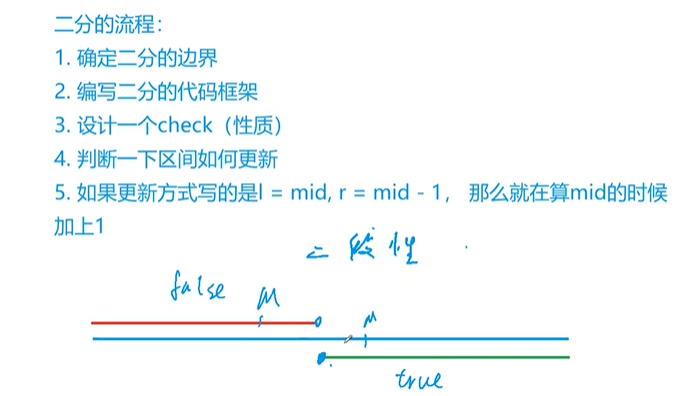 二分的流程：
1. 确定二分的边界
2. 编写二分的代码框架
3. 设计一个check（性质）
4. 判断一下区间如何更新
5. 如果更新方式写的是l = mid, r = mid - 1， 那么就在算mid的时候
加上1
二段性
false M
M
true